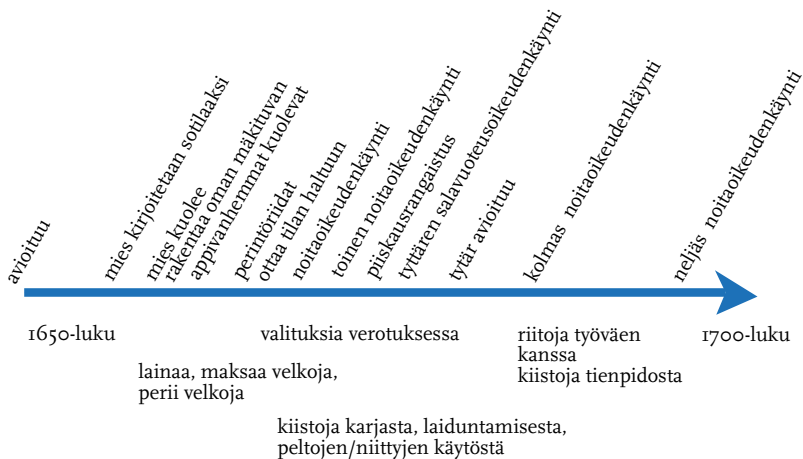 avioituu
mies kirjoitetaan sotilaaksi
mies kuolee
rakentaa oman mäkituvan
appivanhemmat kuolevat
perintöriidat
ottaa tilan haltuun
noitaoikeudenkäynti
toinen noitaoikeudenkäynti
piiskausrangaistus
tyttären salavuoteusoikeudenkäynti
tytär avioituu
kolmas noitaoikeudenkäynti
neljäs noitaoikeudenkäynti
1650-luku
valituksia verotuksessa
riitoja työväen
kanssa
kiistoja tienpidosta
1700-luku
lainaa, maksaa velkoja,
perii velkoja
kiistoja karjasta, laiduntamisesta,
peltojen/niittyjen käytöstä